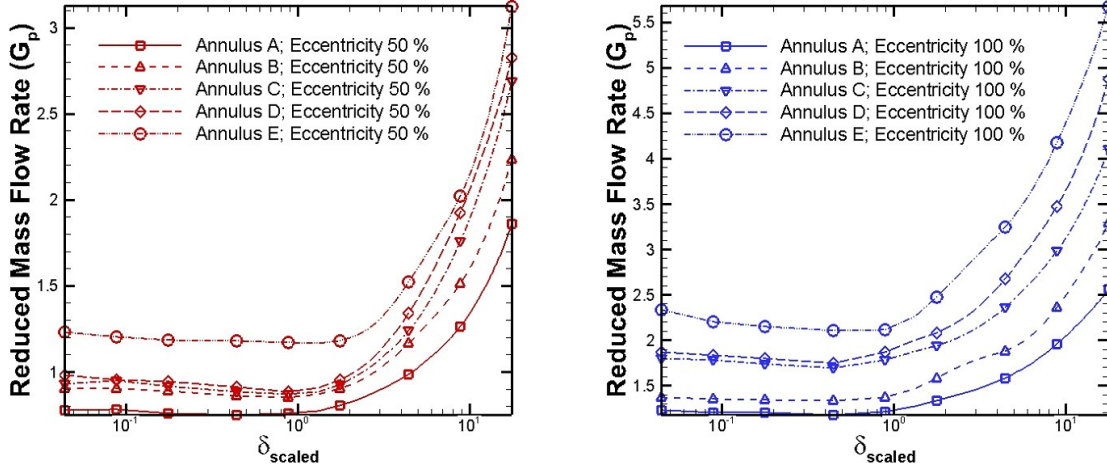 Reduced Mass Flow Rate (Gp)
3
2.5
2
1.5
1
Annulus A; Eccentricity 50 %
Annulus B; Eccentricity 50 %
Annulus C; Eccentricity 50 %
Annulus D; Eccentricity 50 %
Annulus E; Eccentricity 50 %
10-1 100 101
δscaled
Reduced Mass Flow Rate (Gp)
5.5
5
4.5
4
3.5
3
2.5
2
1.5
Annulus A; Eccentricity 100 %
Annulus B; Eccentricity 100 %
Annulus C; Eccentricity 100 %
Annulus D; Eccentricity 100 %
Annulus E; Eccentricity 100 %
10-1 100 101
δscaled